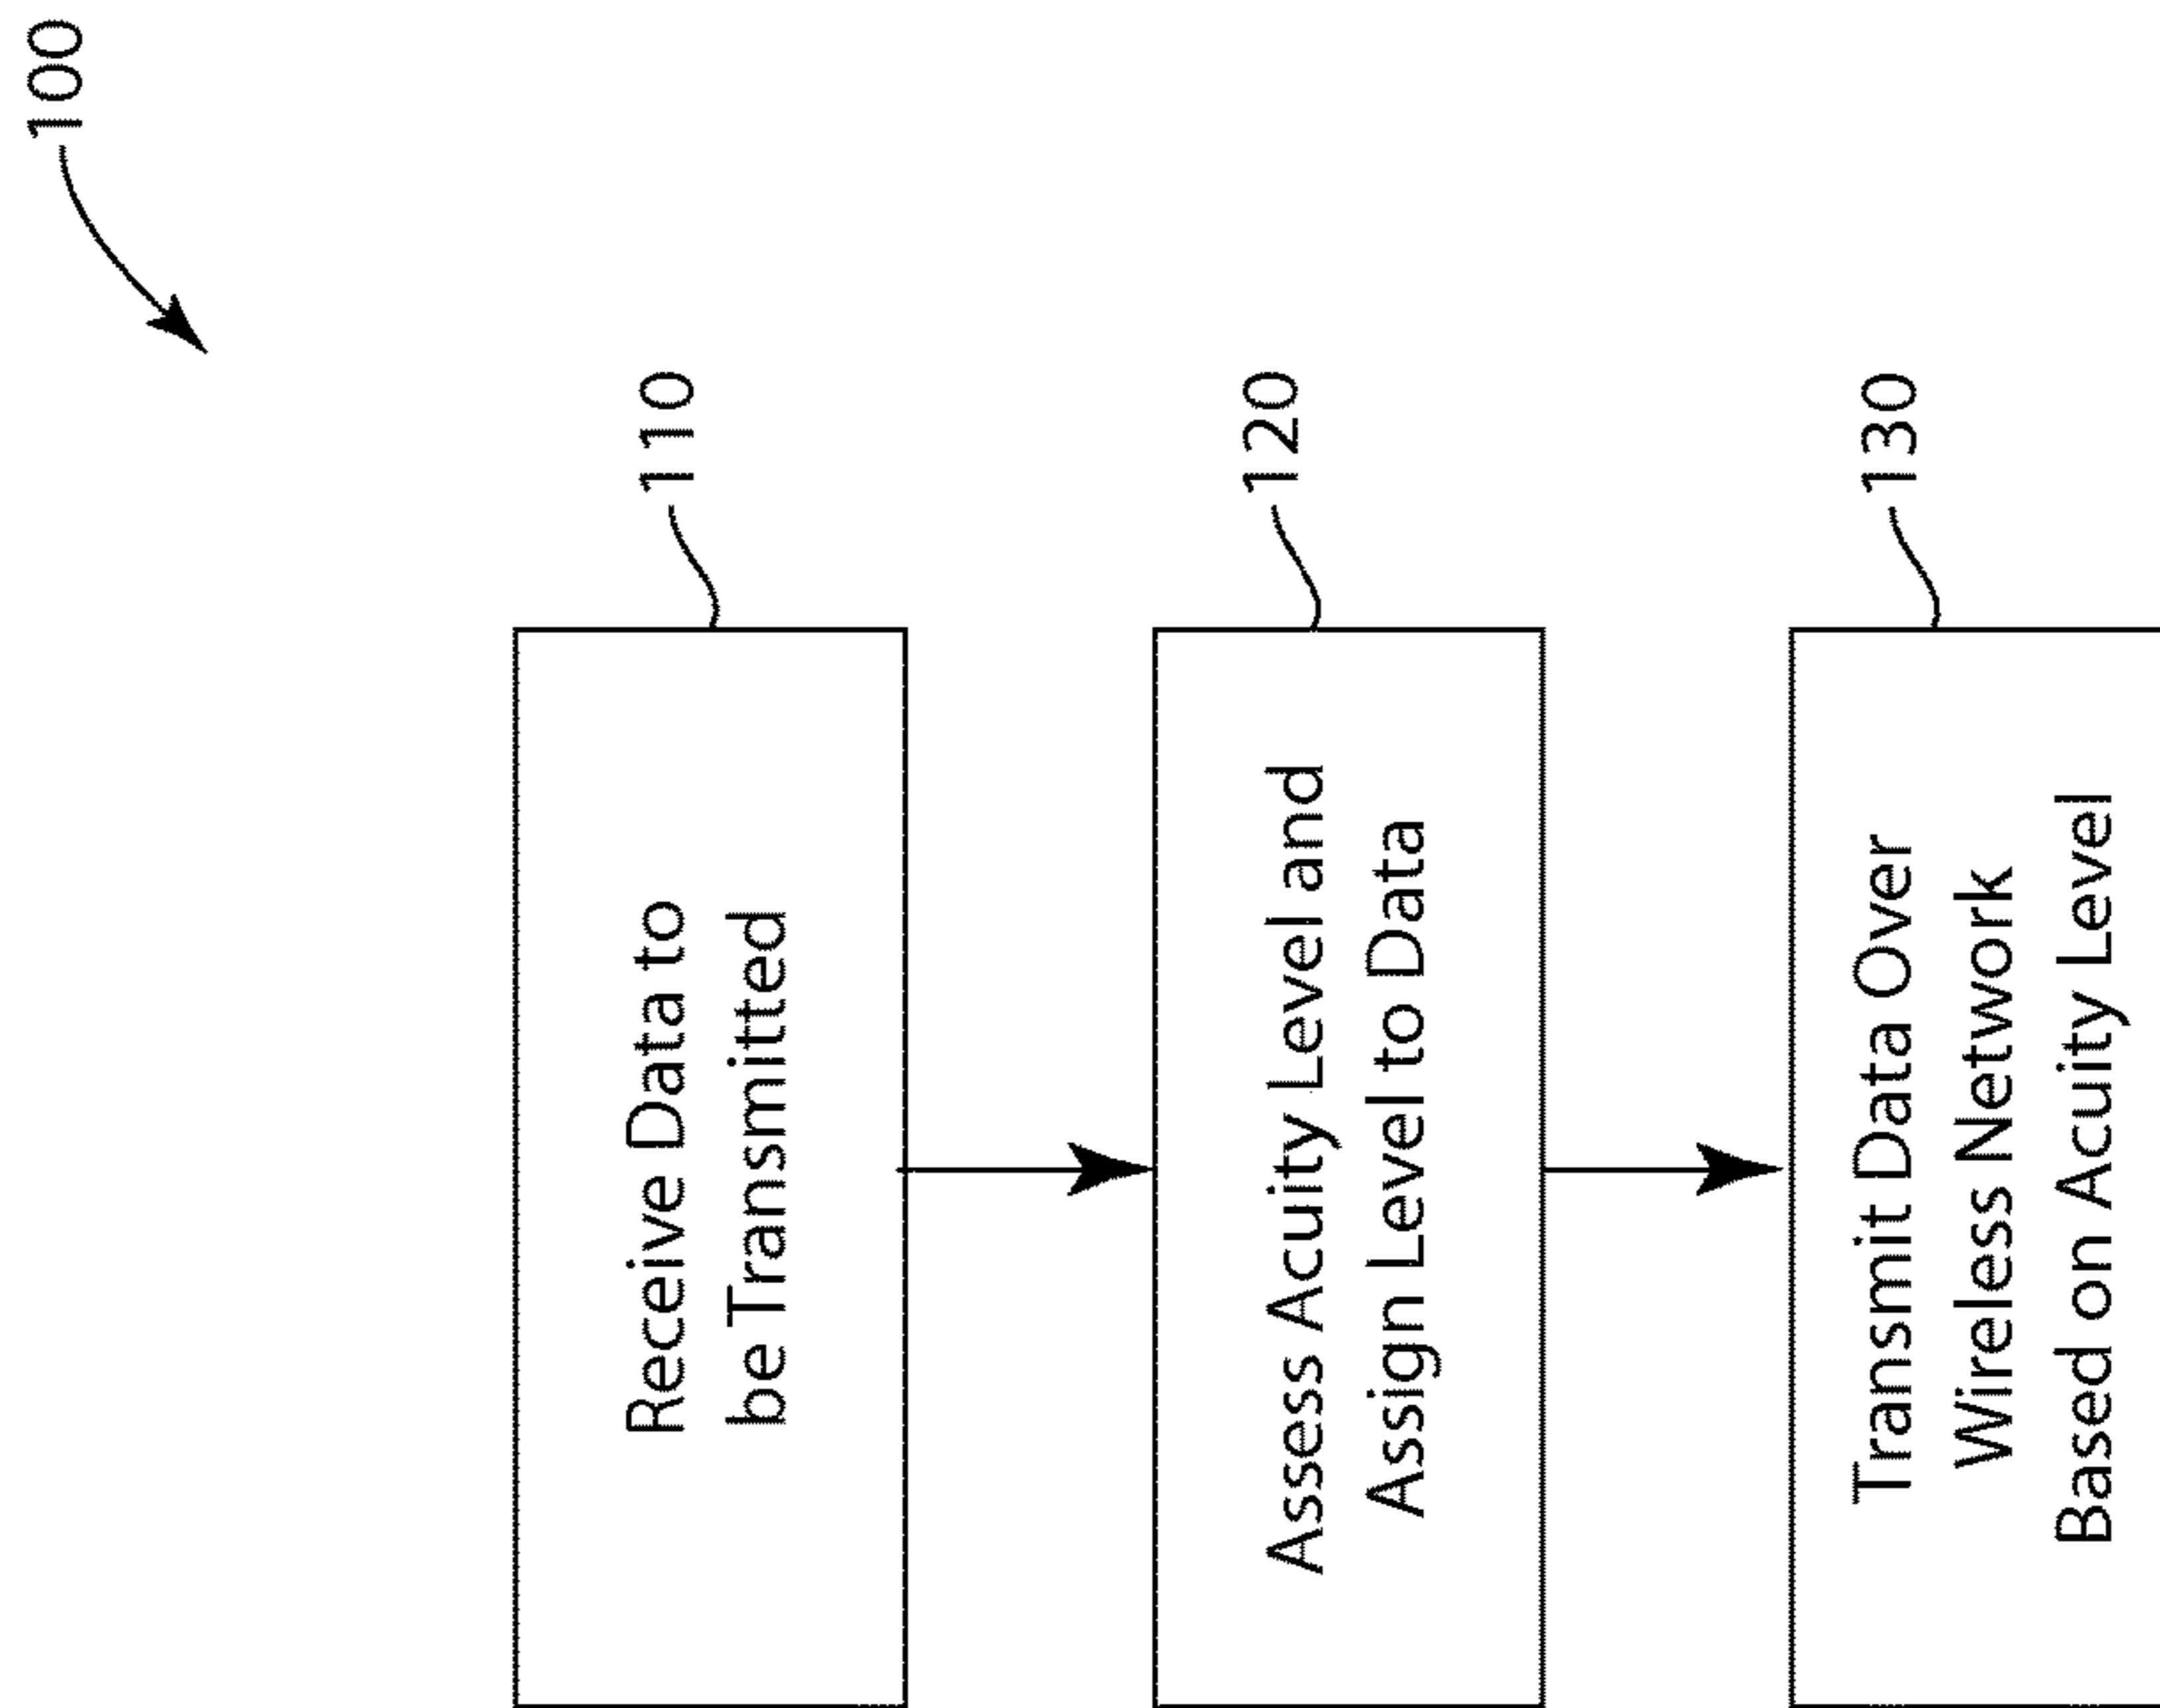 100
110
Receive Data to
be Transmitted
120
Assess Acuity Level and
Assign Level to Data
130
Transmit Data Over
Wireless Network
Based on Acuity Level